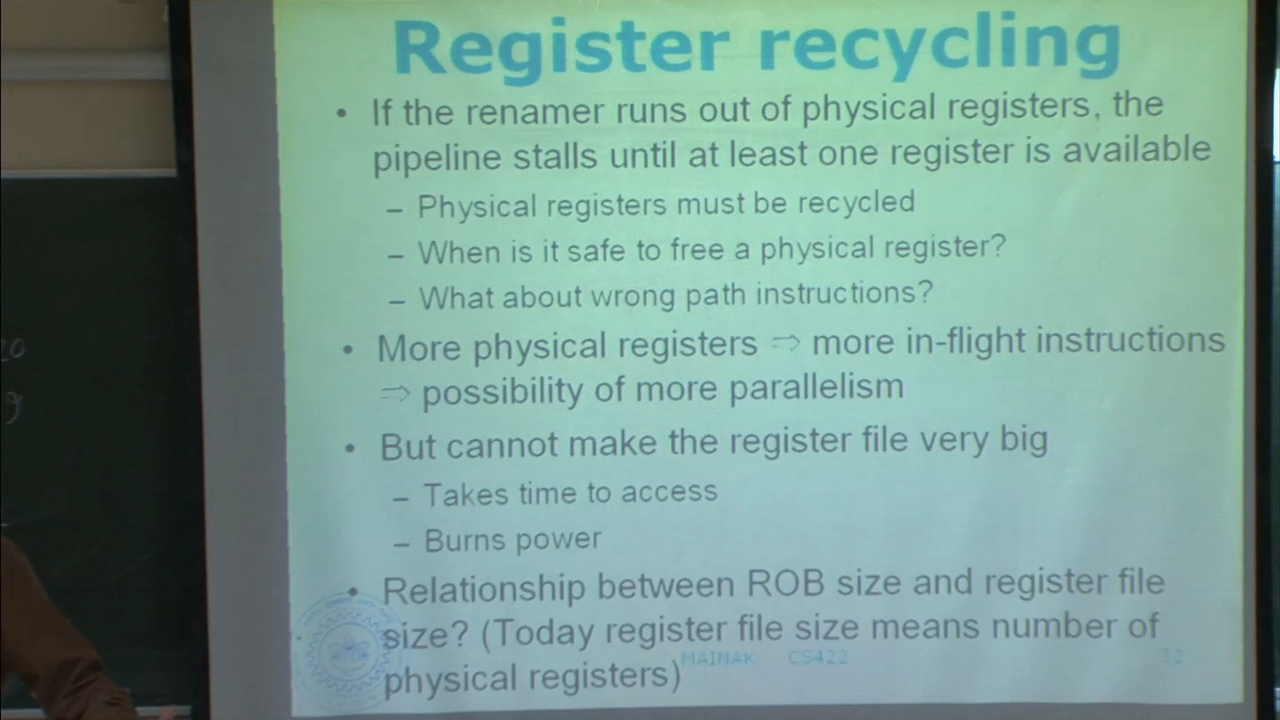 Register recycling
• If the renamer runs out of physical registers, the
pipeline stalls until at least one register is available
– Physical registers must be recycled
– When is it safe to free a physical register?
– What about wrong path instructions?
• More physical registers ⇒ more in-flight instructions
⇒ possibility of more parallelism
• But cannot make the register file very big
– Takes time to access
– Burns power
• Relationship between ROB size and register file
size? (Today register file size means number of
physical registers)
MAINAK CS422 32